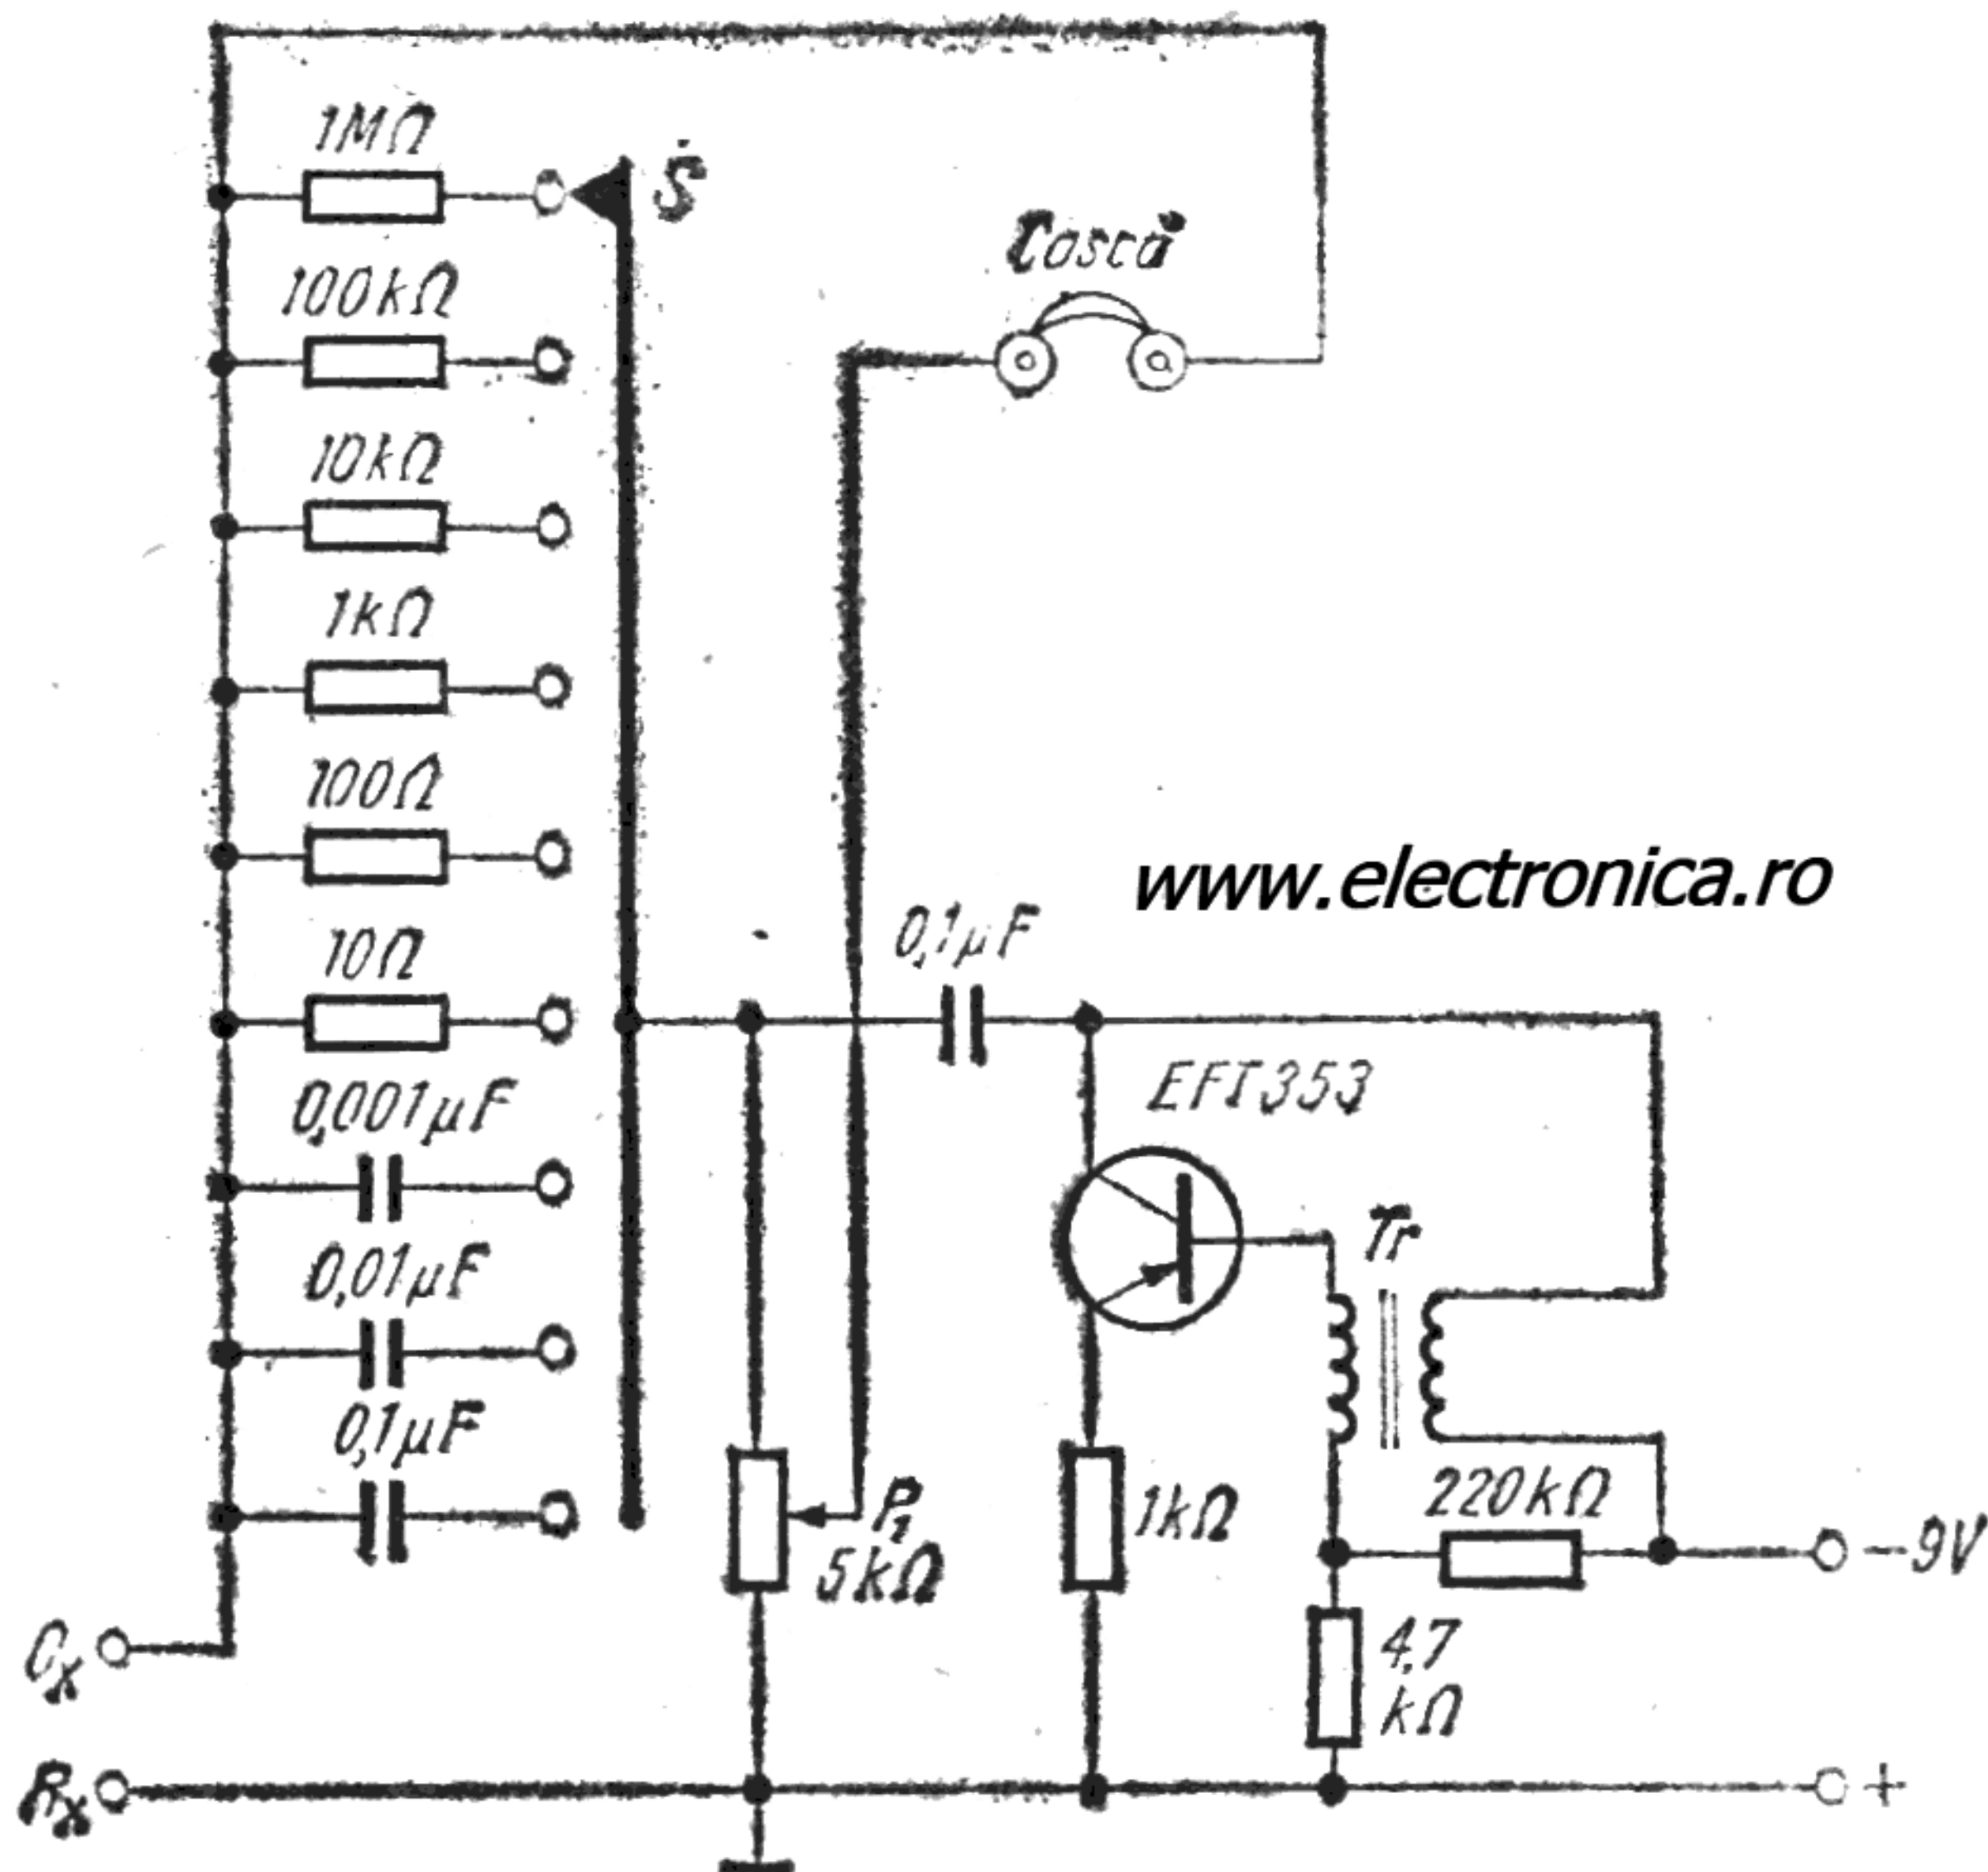 1MΩ
S
100kΩ
Cască
10kΩ
1kΩ
100Ω
www.electronica.ro
10Ω
0,1µF
EFT353
0,001µF
Tr
0,01µF
0,1µF
P₁
5kΩ
1kΩ
220kΩ
-9V
4,7
kΩ
Cx
Rx
+